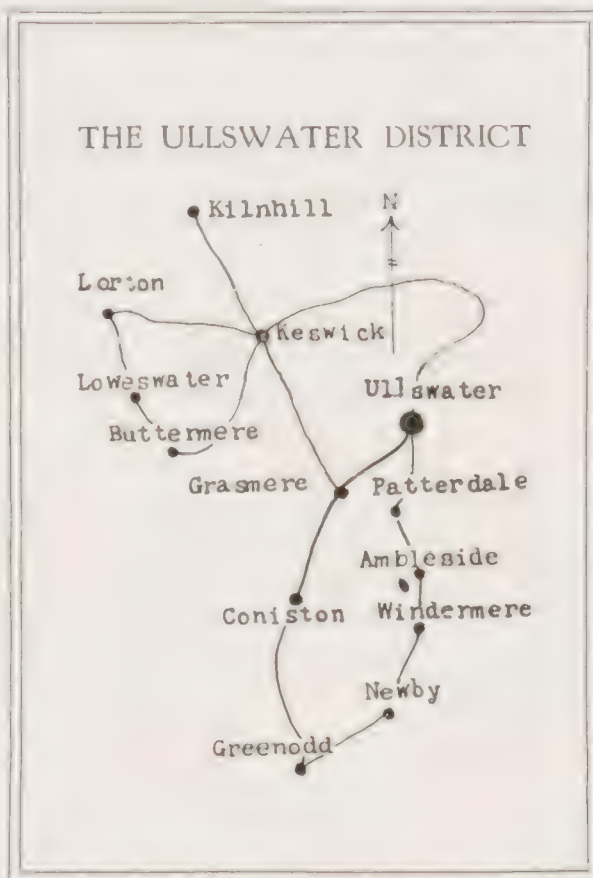 THE ULLSWATER DISTRICT
Kilnhill
N
Lorton
Keswick
Loweswater
Ullswater
Buttermere
Grasmere
Patterdale
Ambleside
Coniston
Windermere
Newby
Greenodd